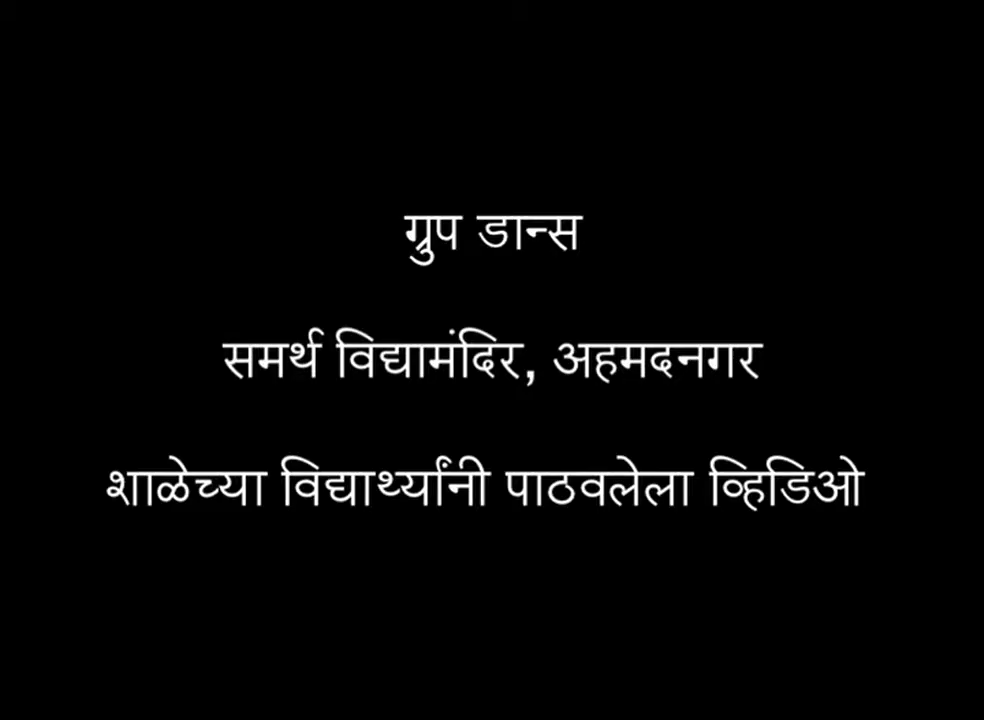 ग्रुप डान्स
समर्थ विद्यामंदिर, अहमदनगर
शाळेच्या विद्यार्थ्यांनी पाठवलेला व्हिडिओ